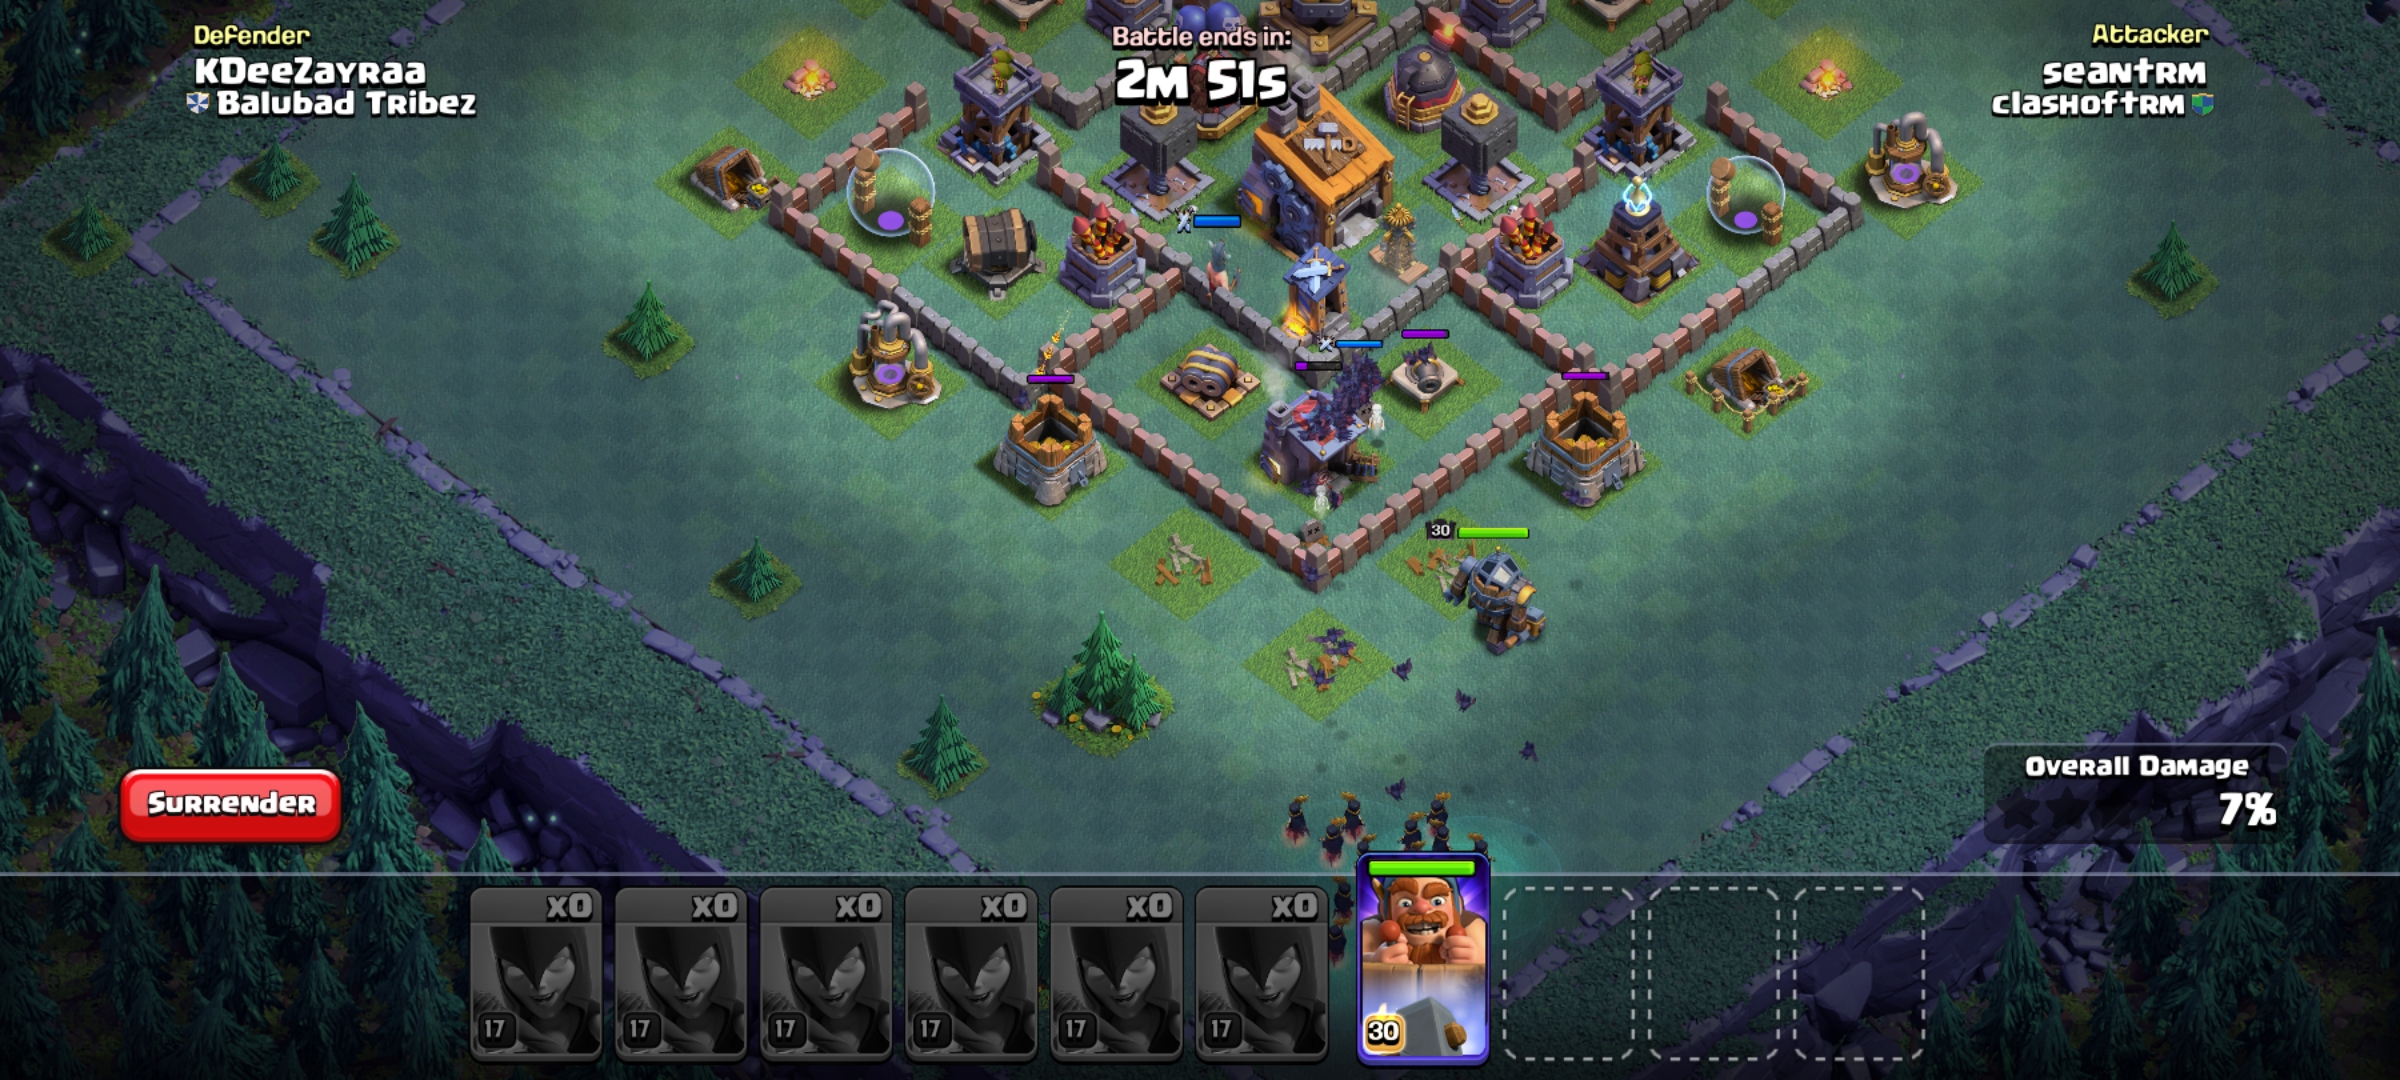 Defender
KDeeZayraa
Balubad Tribez
Battle ends in:
2m 51s
Attacker
seantrm
clashoftrm
30
Surrender
Overall Damage
7%
x0
x0
x0
x0
x0
x0
17
17
17
17
17
17
30